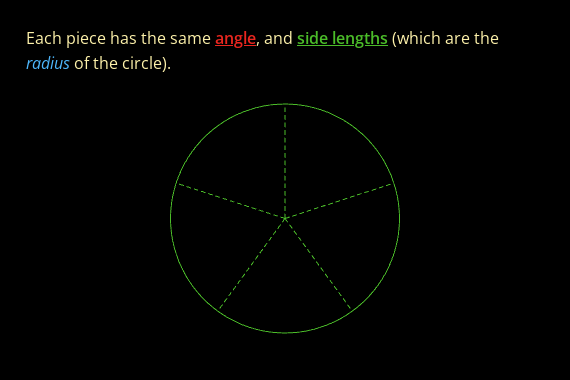 Each piece has the same angle, and side lengths (which are the
radius of the circle).